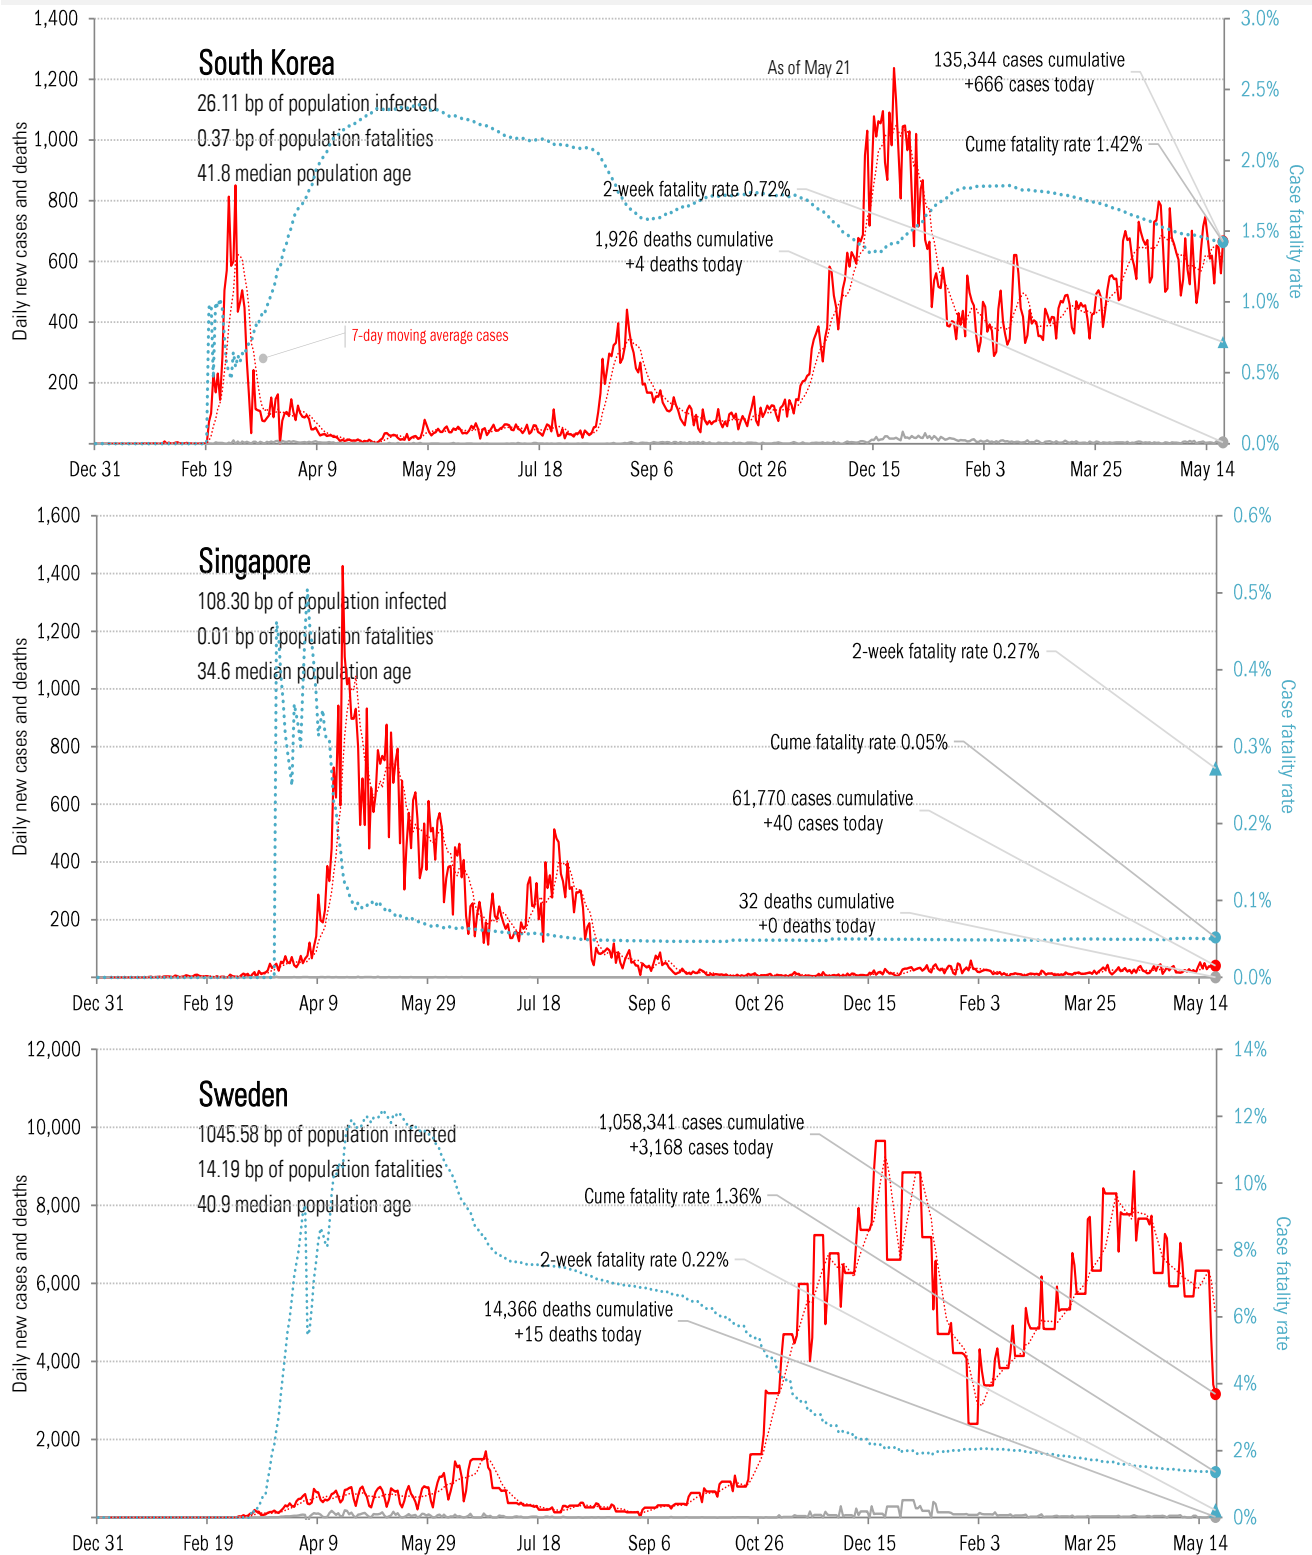 1,400
1,200
1,000
800
600
400
200
Daily new cases and deaths
South Korea
26.11 bp of population infected
0.37 bp of population fatalities
41.8 median population age
As of May 21
135,344 cases cumulative
+666 cases today
Cume fatality rate 1.42%
2-week fatality rate 0.72%
1,926 deaths cumulative
+4 deaths today
7-day moving average cases
3.0%
2.5%
2.0%
1.5%
1.0%
0.5%
0.0%
Case fatality rate
Dec 31 Feb 19 Apr 9 May 29 Jul 18 Sep 6 Oct 26 Dec 15 Feb 3 Mar 25 May 14
1,600
1,400
1,200
1,000
800
600
400
200
Daily new cases and deaths
Singapore
108.30 bp of population infected
0.01 bp of population fatalities
34.6 median population age
2-week fatality rate 0.27%
Cume fatality rate 0.05%
61,770 cases cumulative
+40 cases today
32 deaths cumulative
+0 deaths today
0.6%
0.5%
0.4%
0.3%
0.2%
0.1%
0.0%
Case fatality rate
Dec 31 Feb 19 Apr 9 May 29 Jul 18 Sep 6 Oct 26 Dec 15 Feb 3 Mar 25 May 14
12,000
10,000
8,000
6,000
4,000
2,000
Daily new cases and deaths
Sweden
1045.58 bp of population infected
14.19 bp of population fatalities
40.9 median population age
1,058,341 cases cumulative
+3,168 cases today
Cume fatality rate 1.36%
2-week fatality rate 0.22%
14,366 deaths cumulative
+15 deaths today
14%
12%
10%
8%
6%
4%
2%
0%
Case fatality rate
Dec 31 Feb 19 Apr 9 May 29 Jul 18 Sep 6 Oct 26 Dec 15 Feb 3 Mar 25 May 14